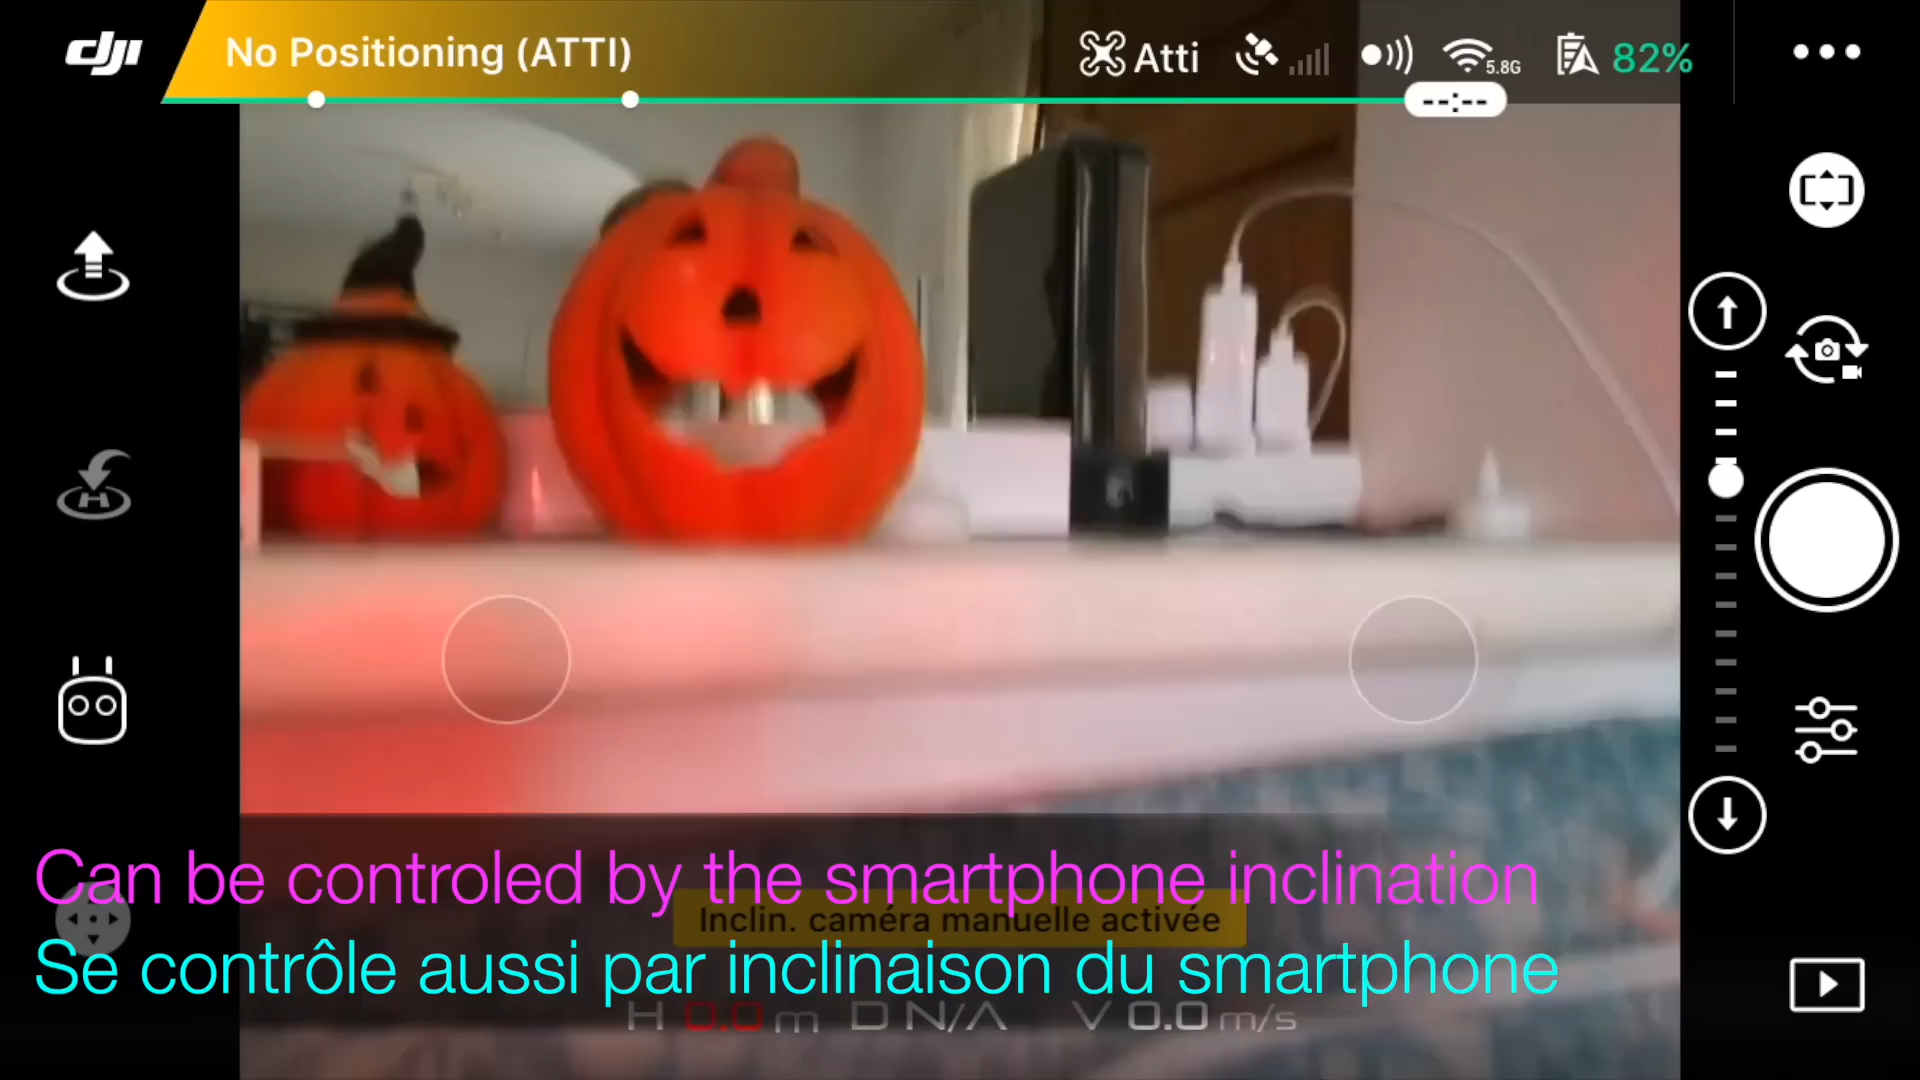 dji
No Positioning (ATTI)
Atti
5.8G
82%
--:--
Can be controled by the smartphone inclination
Inclin. caméra manuelle activée
Se contrôle aussi par inclinaison du smartphone
H 0.0 m D N/A V 0.0 m/s